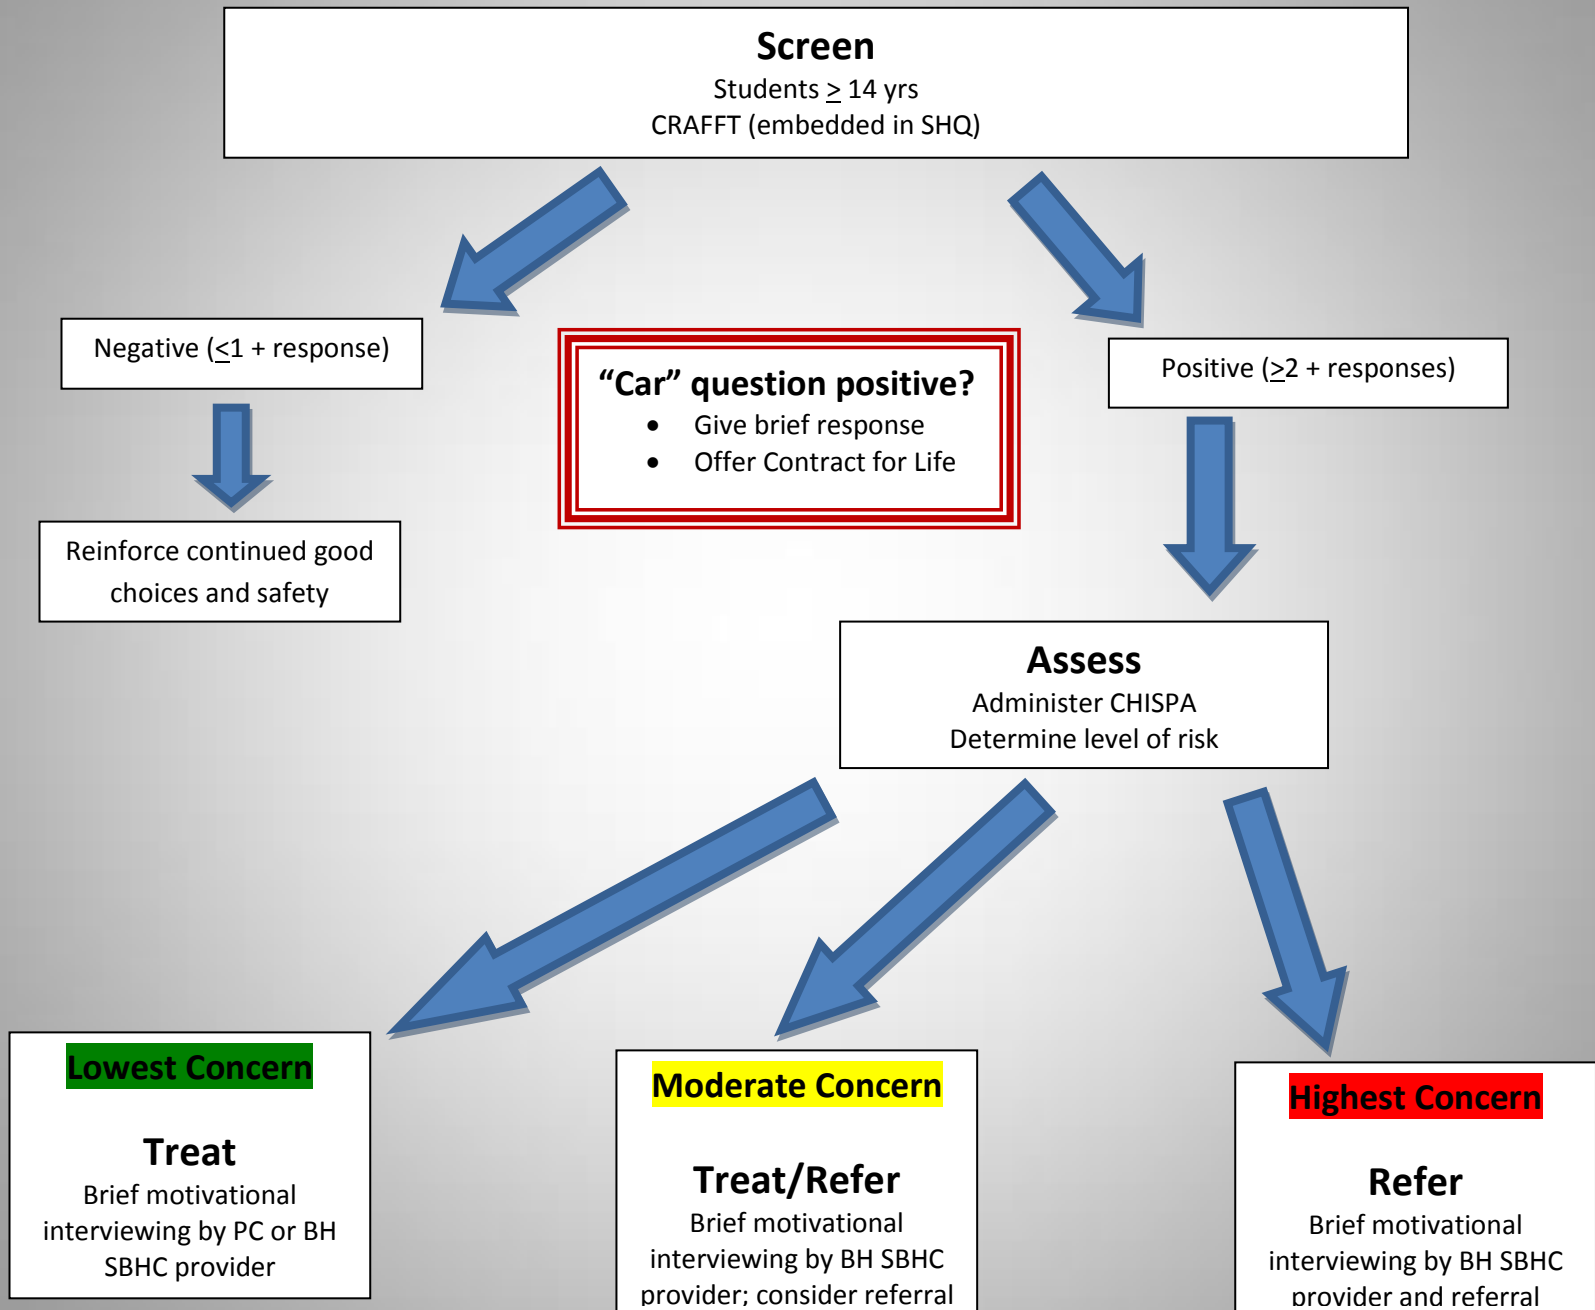 Screen
Students ≥ 14 yrs
CRAFFT (embedded in SHQ)
Negative (≤1 + response)
“Car” question positive?
• Give brief response
• Offer Contract for Life
Positive (≥2 + responses)
Reinforce continued good
choices and safety
Assess
Administer CHISPA
Determine level of risk
Lowest Concern
Treat
Brief motivational
interviewing by PC or BH
SBHC provider
Moderate Concern
Treat/Refer
Brief motivational
interviewing by BH SBHC
provider; consider referral
Highest Concern
Refer
Brief motivational
interviewing by BH SBHC
provider and referral